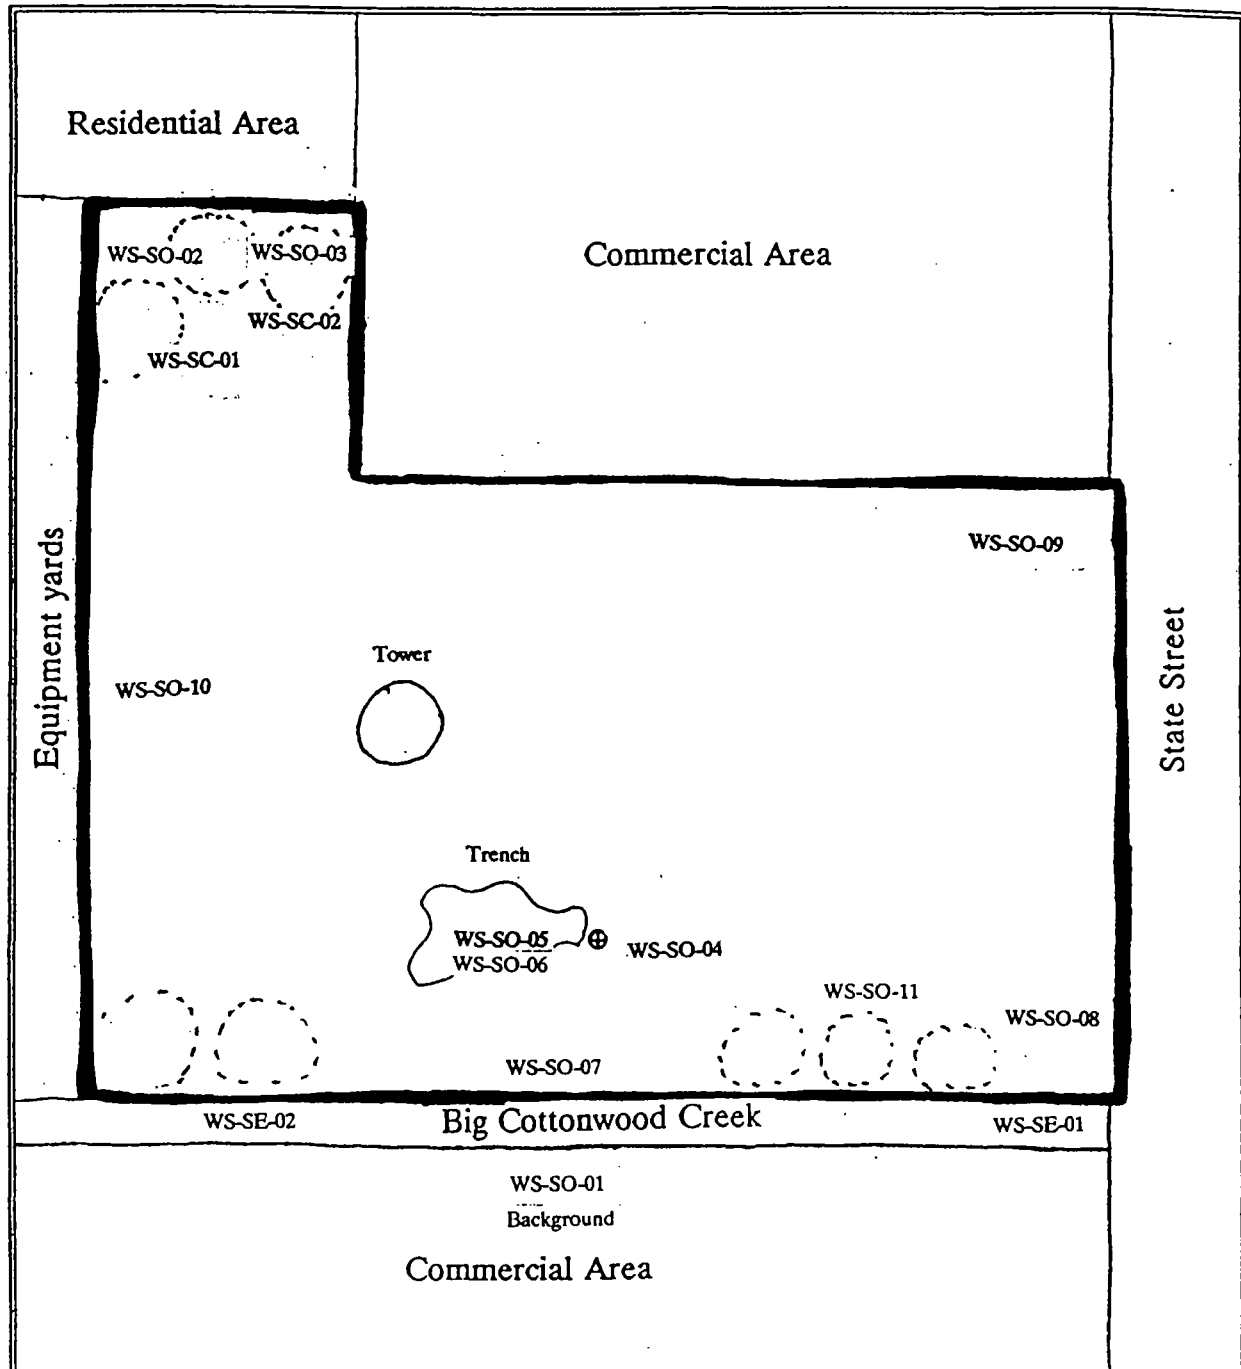 Residential Area
WS-SO-02
WS-SO-03
Commercial Area
WS-SC-02
WS-SC-01
WS-SO-09
Equipment yards
State Street
Tower
WS-SO-10
Trench
WS-SO-05
WS-SO-04
WS-SO-06
WS-SO-11
WS-SO-08
WS-SO-07
WS-SE-02
Big Cottonwood Creek
WS-SE-01
WS-SO-01
Background
Commercial Area